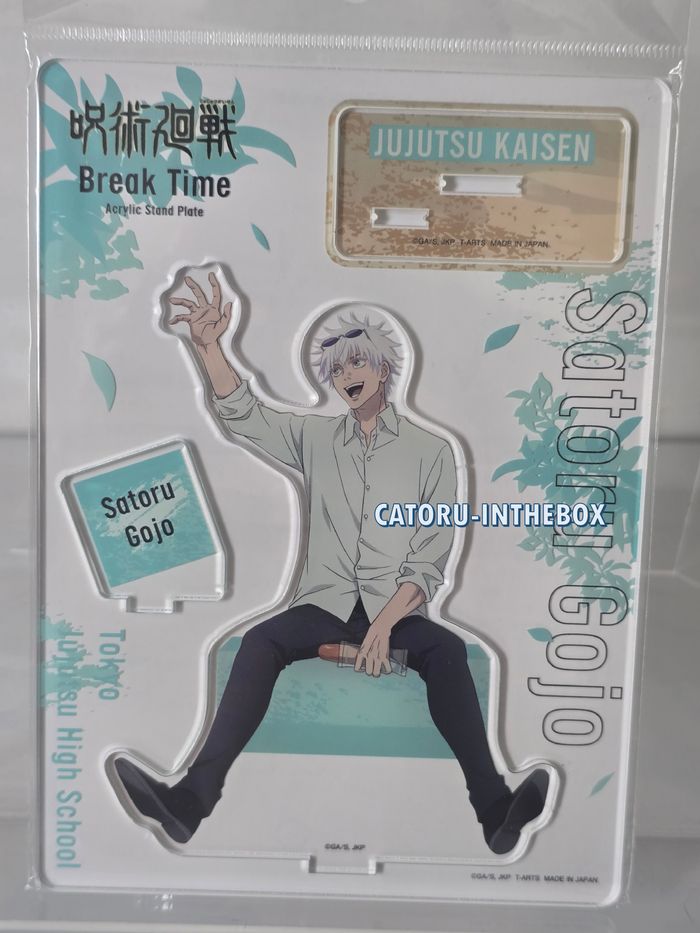 呪術廻戦
Break Time
Acrylic Stand Plate
JUJUTSU KAISEN
©GA/S, JKP T-ARTS MADE IN JAPAN.
Satoru Gojo
CATORU-INTHEBOX
Satoru
Gojo
Tokyo
Jujutsu High School
©GA/S, JKP
©GA/S, JKP T-ARTS MADE IN JAPAN.